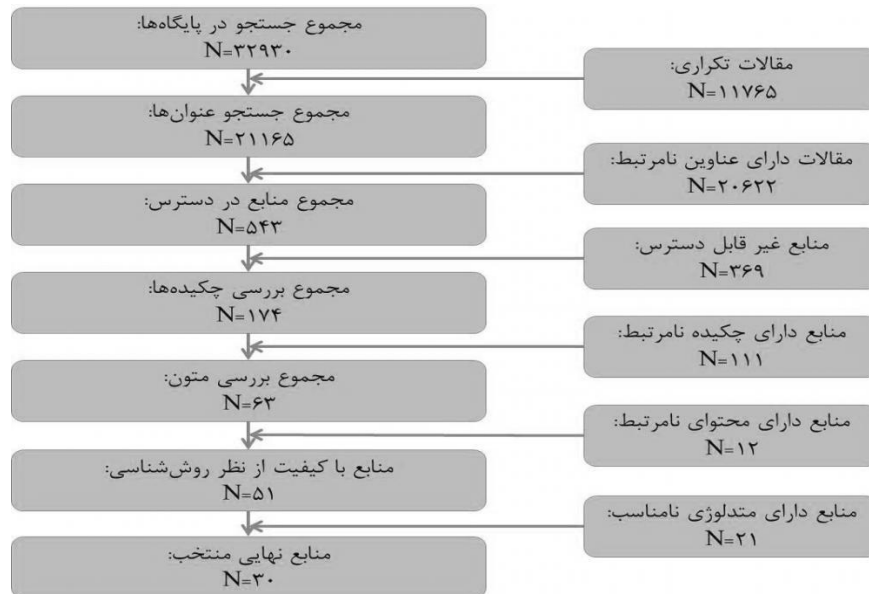 مجموع جستجو در پایگاه‌ها:
N=۳۲۹۳۰
مقالات تکراری:
N=۱۱۷۶۵
مجموع جستجو عنوان‌ها:
N=۲۱۱۶۵
مقالات دارای عناوین نامرتبط:
N=۲۰۶۲۲
مجموع منابع در دسترس:
N=۵۴۳
منابع غیر قابل دسترس:
N=۳۶۹
مجموع بررسی چکیده‌ها:
N=۱۷۴
منابع دارای چکیده نامرتبط:
N=۱۱۱
مجموع بررسی متون:
N=۶۳
منابع دارای محتوای نامرتبط:
N=۱۲
منابع با کیفیت از نظر روش‌شناسی:
N=۵۱
منابع دارای متدلوژی نامناسب:
N=۲۱
منابع نهایی منتخب:
N=۳۰